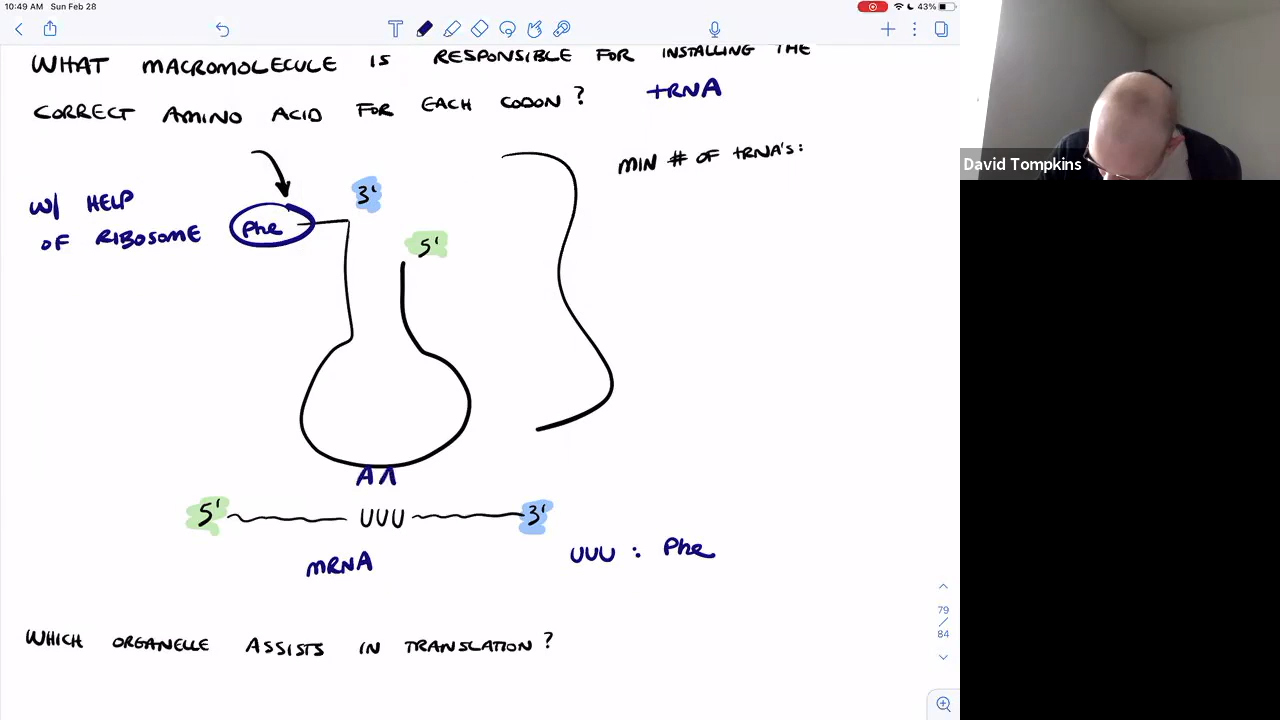 10:49 AM Sun Feb 28
43%
WHAT MACROMOLECULE IS RESPONSIBLE FOR INSTALLING THE
CORRECT AMINO ACID FOR EACH CODON? tRNA
MIN # OF tRNA'S:
W/ HELP
OF RIBOSOME
Phe
3'
5'
AA
5' UUU 3'
mRNA
UUU : Phe
WHICH ORGANELLE ASSISTS IN TRANSLATION?
79
/
84
David Tompkins